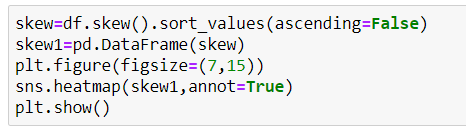 skew=df.skew().sort_values(ascending=False)
skew1=pd.DataFrame(skew)
plt.figure(figsize=(7,15))
sns.heatmap(skew1,annot=True)
plt.show()